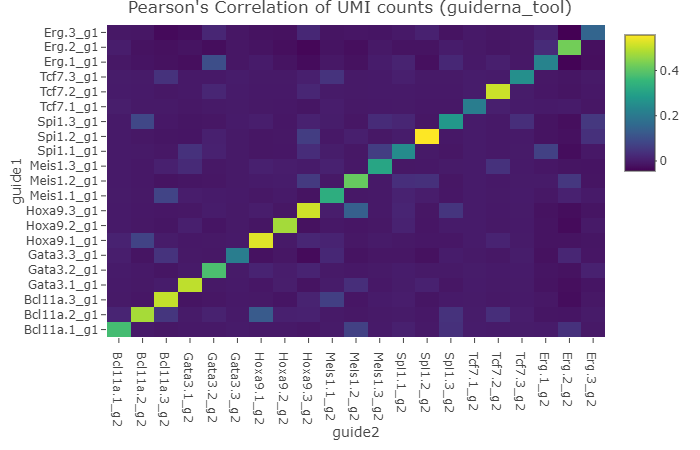 Pearson's Correlation of UMI counts (guiderna_tool)
guide1
Erg.3_g1
Erg.2_g1
Erg.1_g1
Tcf7.3_g1
Tcf7.2_g1
Tcf7.1_g1
Spi1.3_g1
Spi1.2_g1
Spi1.1_g1
Meis1.3_g1
Meis1.2_g1
Meis1.1_g1
Hoxa9.3_g1
Hoxa9.2_g1
Hoxa9.1_g1
Gata3.3_g1
Gata3.2_g1
Gata3.1_g1
Bcl11a.3_g1
Bcl11a.2_g1
Bcl11a.1_g1
Bcl11a.1_g2
Bcl11a.2_g2
Bcl11a.3_g2
Gata3.1_g2
Gata3.2_g2
Gata3.3_g2
Hoxa9.1_g2
Hoxa9.2_g2
Hoxa9.3_g2
Meis1.1_g2
Meis1.2_g2
Meis1.3_g2
Spi1.1_g2
Spi1.2_g2
Spi1.3_g2
Tcf7.1_g2
Tcf7.2_g2
Tcf7.3_g2
Erg.1_g2
Erg.2_g2
Erg.3_g2
guide2
0.4
0.2
0